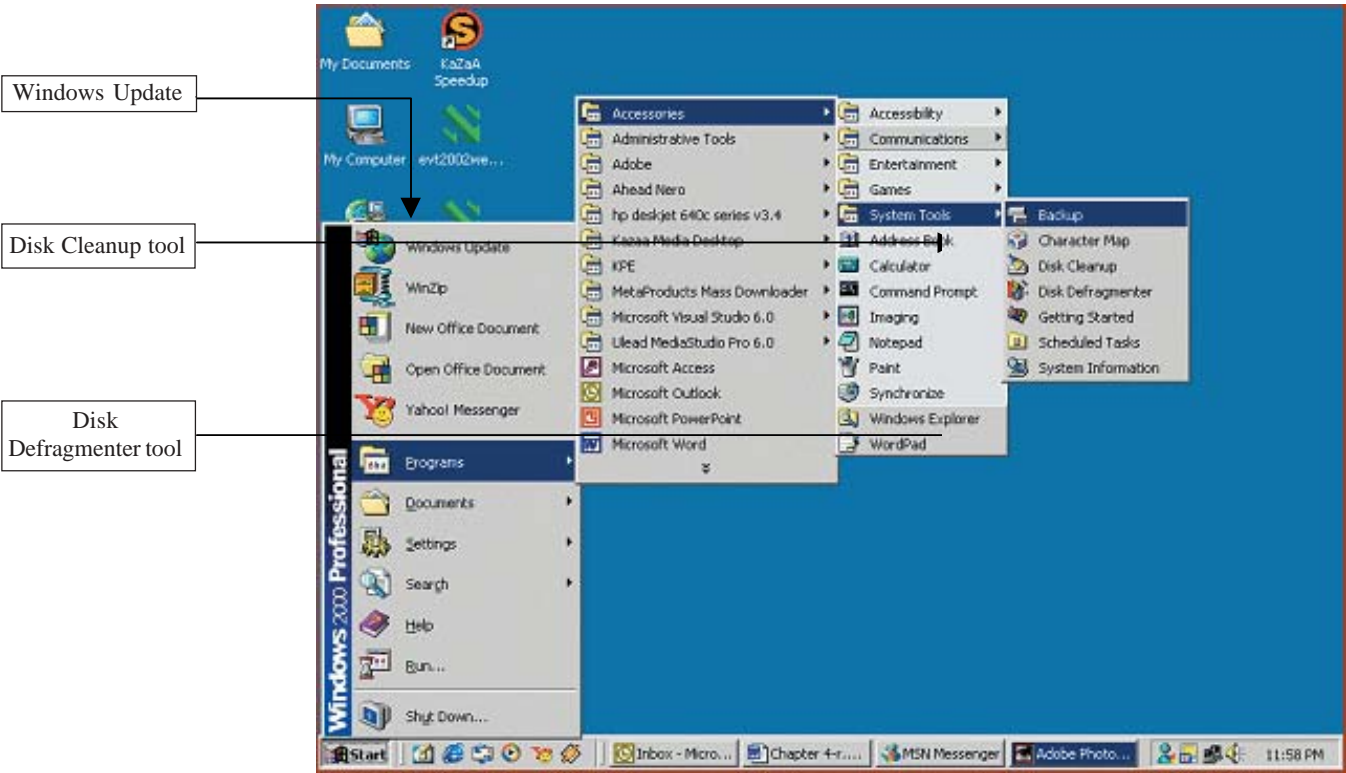 Windows Update
Disk Cleanup tool
Disk
Defragmenter tool
My Documents
KaZaA
Speedup
My Computer
evt2002we...
Windows 2000 Professional
Windows Update
WinZip
New Office Document
Open Office Document
Yahoo! Messenger
Programs
Documents
Settings
Search
Help
Run...
Shut Down...
Accessories
Administrative Tools
Adobe
Ahead Nero
hp deskjet 640c series v3.4
Kazaa Media Desktop
KPE
MetaProducts Mass Downloader
Microsoft Visual Studio 6.0
Ulead MediaStudio Pro 6.0
Microsoft Access
Microsoft Outlook
Microsoft PowerPoint
Microsoft Word
Accessibility
Communications
Entertainment
Games
System Tools
Address Book
Calculator
Command Prompt
Imaging
Notepad
Paint
Synchronize
Windows Explorer
WordPad
Backup
Character Map
Disk Cleanup
Disk Defragmenter
Getting Started
Scheduled Tasks
System Information
Start
Inbox - Micro...
Chapter 4-r....
MSN Messenger
Adobe Photo...
11:58 PM